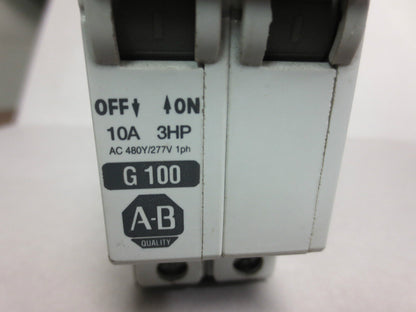 OFF ON
10A 3HP
AC 480Y/277V 1ph
G 100
A-B
QUALITY